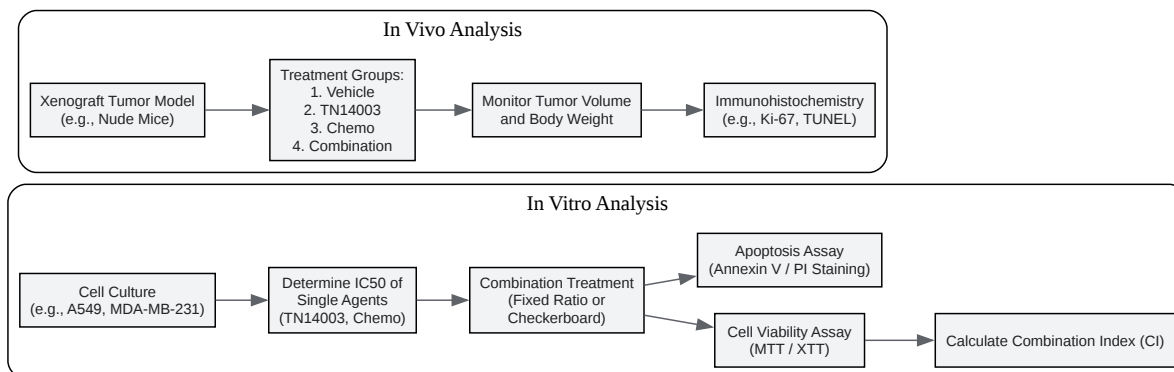 In Vivo Analysis
Xenograft Tumor Model
(e.g., Nude Mice)
Treatment Groups:
1. Vehicle
2. TN14003
3. Chemo
4. Combination
Monitor Tumor Volume
and Body Weight
Immunohistochemistry
(e.g., Ki-67, TUNEL)
In Vitro Analysis
Cell Culture
(e.g., A549, MDA-MB-231)
Determine IC50 of
Single Agents
(TN14003, Chemo)
Combination Treatment
(Fixed Ratio or
Checkerboard)
Apoptosis Assay
(Annexin V / PI Staining)
Cell Viability Assay
(MTT / XTT)
Calculate Combination Index (CI)